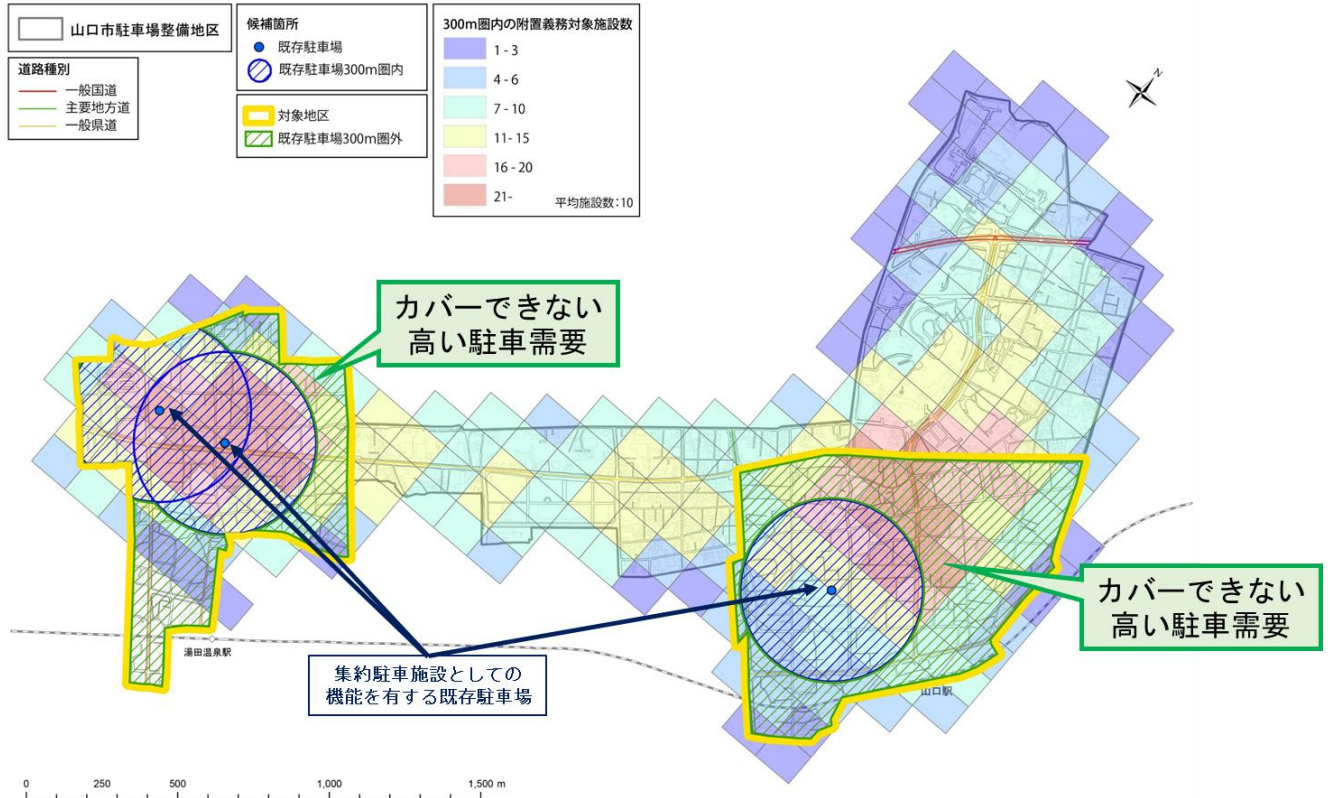 山口市駐車場整備地区
道路種別
一般国道
主要地方道
一般県道
候補箇所
既存駐車場
既存駐車場300m圏内
対象地区
既存駐車場300m圏外
300m圏内の附置義務対象施設数
1 - 3
4 - 6
7 - 10
11- 15
16 - 20
21-
平均施設数:10
N
カバーできない
高い駐車需要
カバーできない
高い駐車需要
湯田温泉駅
集約駐車施設としての
機能を有する既存駐車場
山口駅
0 250 500 1,000 1,500 m